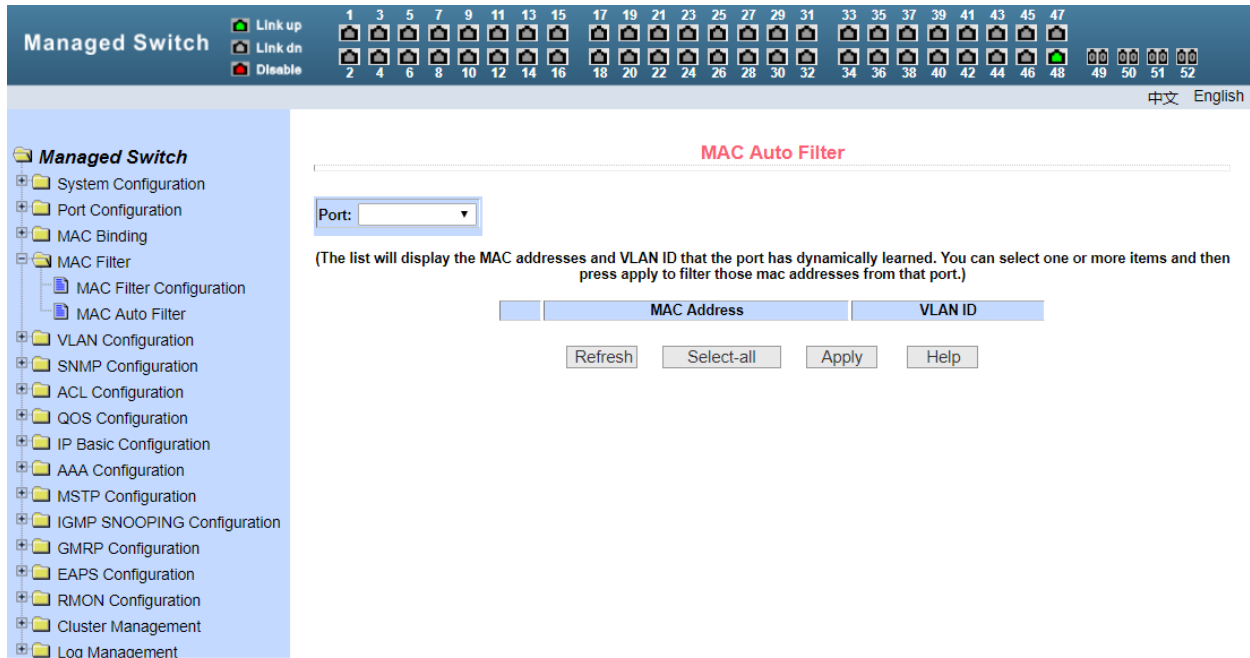 Managed Switch
Link up
Link dn
Disable
1 3 5 7 9 11 13 15 17 19 21 23 25 27 29 31 33 35 37 39 41 43 45 47
2 4 6 8 10 12 14 16 18 20 22 24 26 28 30 32 34 36 38 40 42 44 46 48 49 50 51 52
中文 English
Managed Switch
System Configuration
Port Configuration
MAC Binding
MAC Filter
MAC Filter Configuration
MAC Auto Filter
VLAN Configuration
SNMP Configuration
ACL Configuration
QOS Configuration
IP Basic Configuration
AAA Configuration
MSTP Configuration
IGMP SNOOPING Configuration
GMRP Configuration
EAPS Configuration
RMON Configuration
Cluster Management
Log Management
MAC Auto Filter
Port:
(The list will display the MAC addresses and VLAN ID that the port has dynamically learned. You can select one or more items and then
press apply to filter those mac addresses from that port.)
MAC Address VLAN ID
Refresh Select-all Apply Help